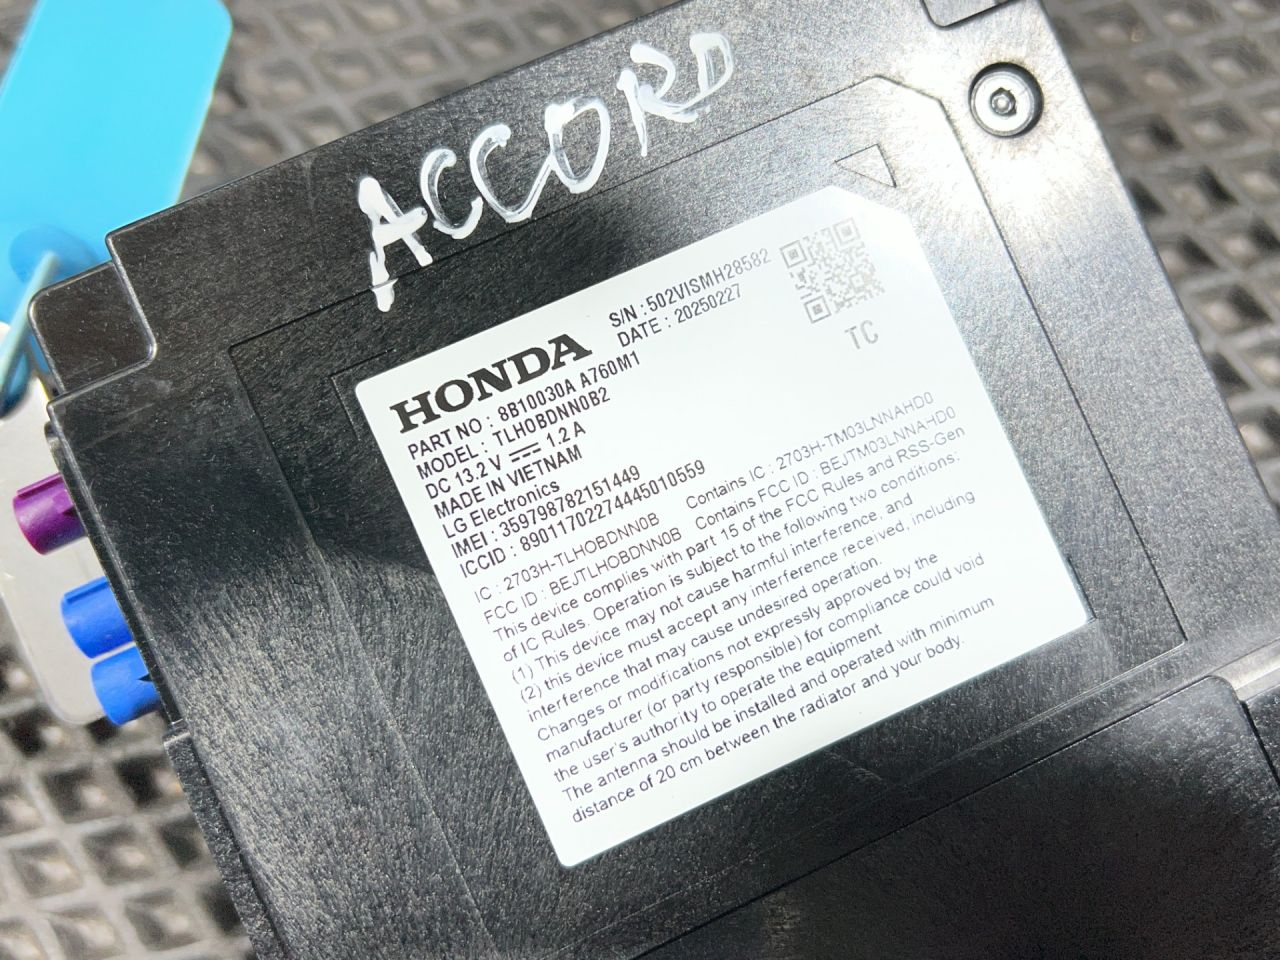 ACCORD
S/N : 502VISMH28582
DATE : 20250227
TC
HONDA
PART NO : 8B10030A A760M1
MODEL : TLH0BDNN0B2
DC 13.2 V ⎓ 1.2 A
MADE IN VIETNAM
LG Electronics
IMEI : 359798782151449
ICCID : 89011702274445010559
IC : 2703H-TLHOBDNN0B Contains IC : 2703H-TM03LNNAHD0
FCC ID : BEJTLHOBDNN0B Contains FCC ID : BEJTM03LNNAHD0
This device complies with part 15 of the FCC Rules and RSS-Gen
of IC Rules. Operation is subject to the following two conditions:
(1) This device may not cause harmful interference, and
(2) this device must accept any interference received, including
interference that may cause undesired operation.
Changes or modifications not expressly approved by the
manufacturer (or party responsible) for compliance could void
the user's authority to operate the equipment
The antenna should be installed and operated with minimum
distance of 20 cm between the radiator and your body.